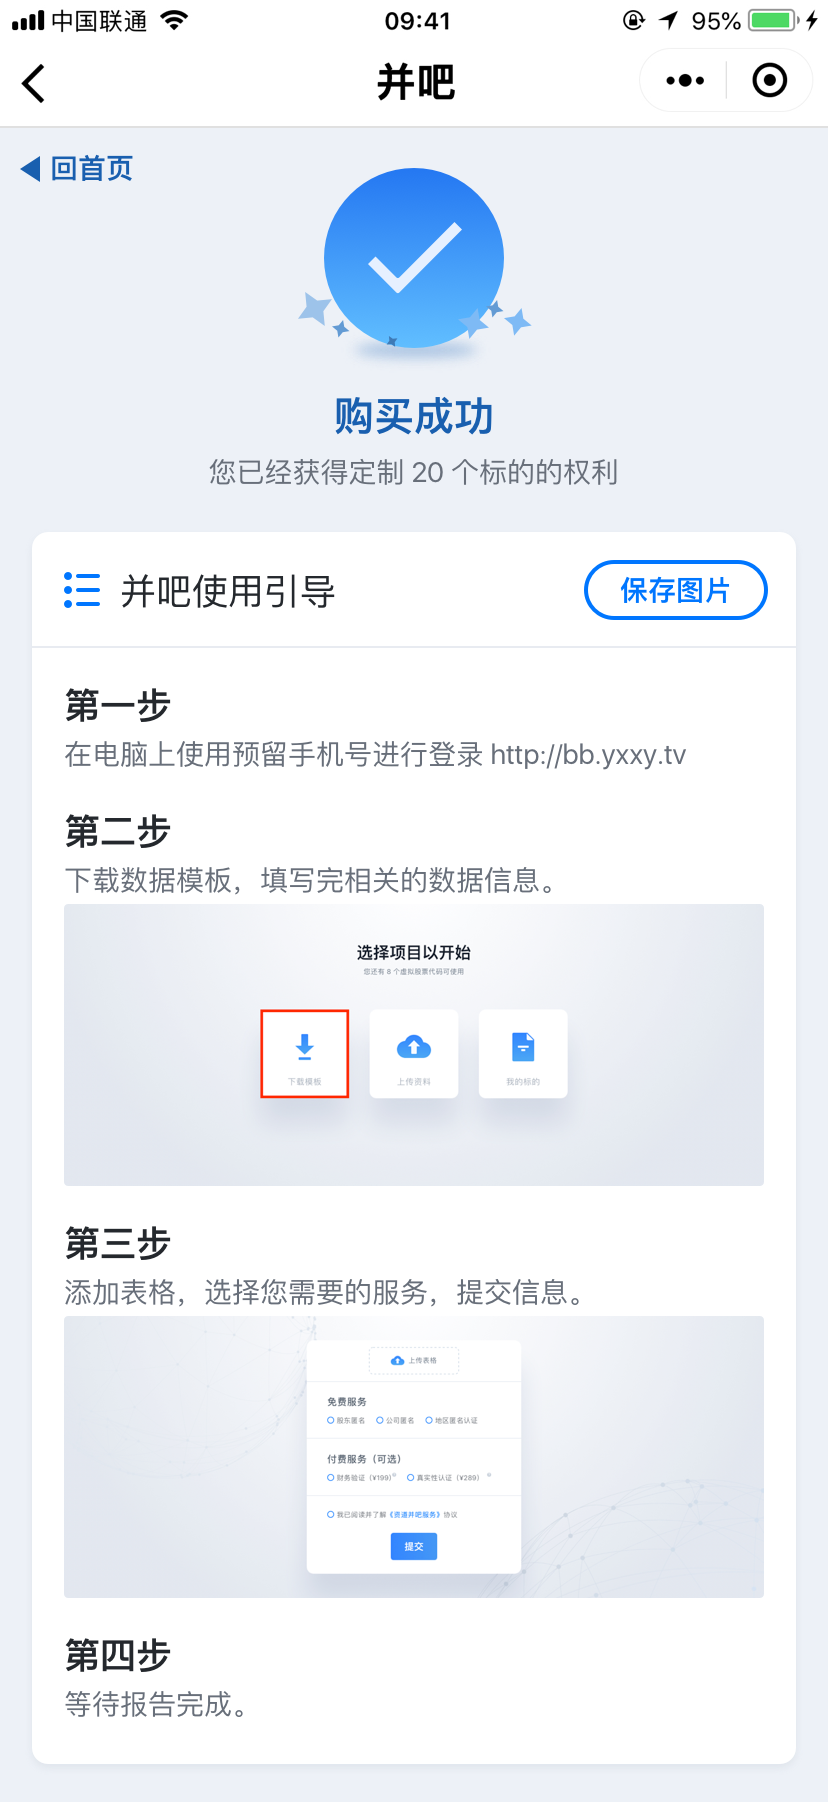 中国联通
09:41
95%
并吧
回首页
购买成功
您已经获得定制 20 个标的的权利
并吧使用引导
保存图片
第一步
在电脑上使用预留手机号进行登录 http://bb.yxxy.tv
第二步
下载数据模板，填写完相关的数据信息。
选择项目以开始
您还有 8 个虚拟股票代码可使用
下载模板
上传资料
我的标的
第三步
添加表格，选择您需要的服务，提交信息。
上传表格
免费服务
股东匿名 公司匿名 地区匿名认证
付费服务（可选）
财务验证（¥199） 真实性认证（¥289）
我已阅读并了解《资道并吧服务》协议
提交
第四步
等待报告完成。